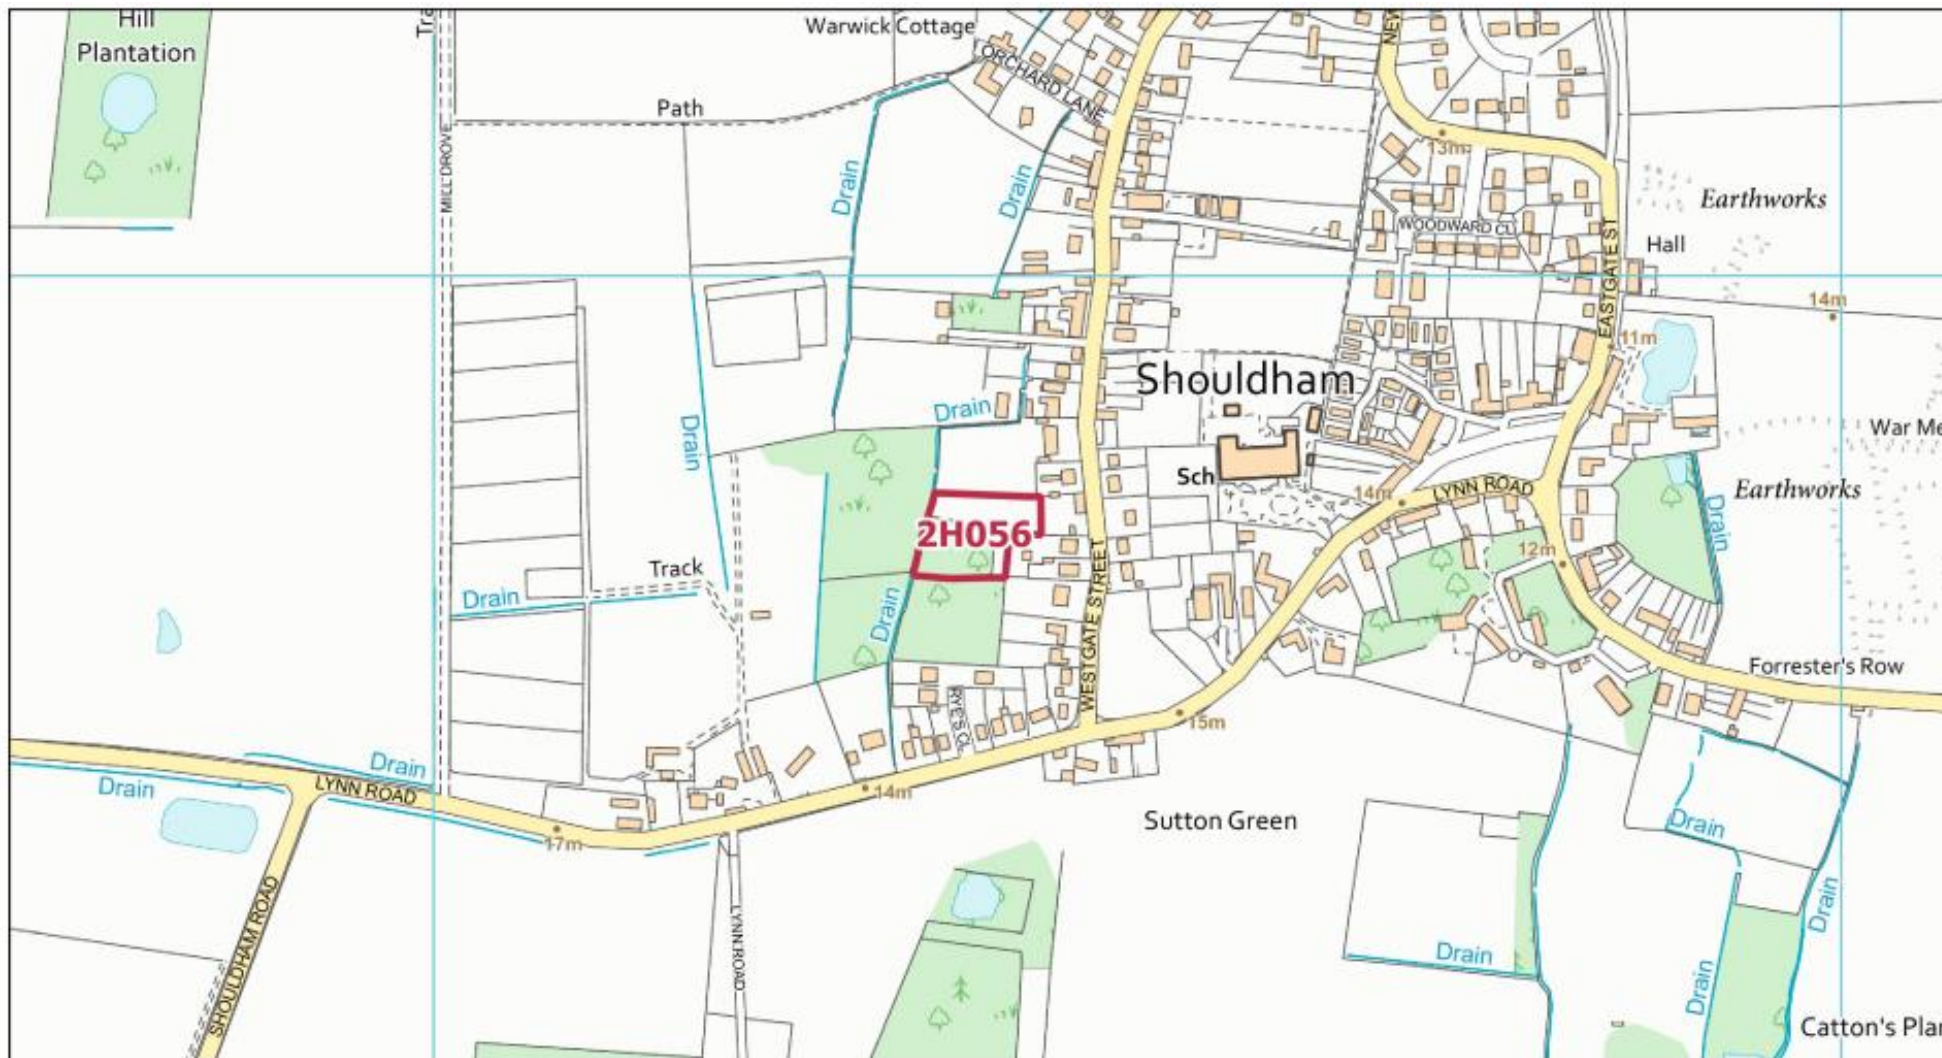 Hill
Plantation
Tra
Warwick Cottage
ORCHARD LANE
NEW
Path
MILL DROVE
Drain
Drain
13m
Earthworks
WOODWARD CL
Hall
EASTGATE ST
14m
11m
Shouldham
Drain
Drain
War Me
Sch
14m
LYNN ROAD
Earthworks
Drain
2H056
12m
Track
Drain
Drain
WESTGATE STREET
Forrester's Row
RYES CL
15m
Drain
Drain
LYNN ROAD
14m
17m
Sutton Green
Drain
SHOULDHAM ROAD
LYNN ROAD
Drain
Drain
Drain
Catton's Plan